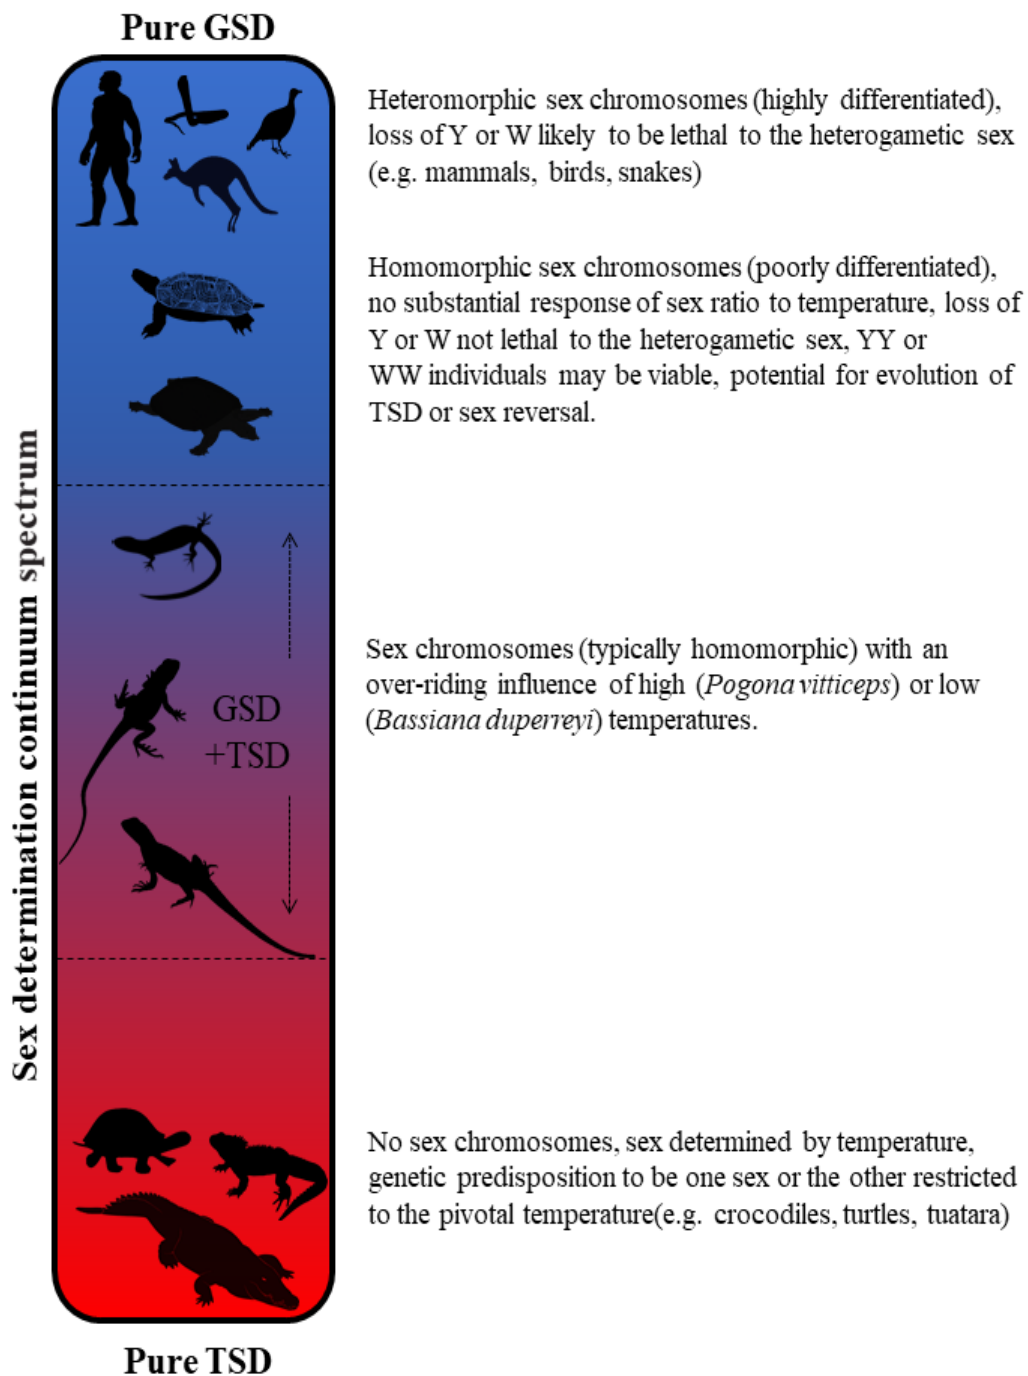 Pure GSD
Heteromorphic sex chromosomes (highly differentiated),
loss of Y or W likely to be lethal to the heterogametic sex
(e.g. mammals, birds, snakes)
Homomorphic sex chromosomes (poorly differentiated),
no substantial response of sex ratio to temperature, loss of
Y or W not lethal to the heterogametic sex, YY or
WW individuals may be viable, potential for evolution of
TSD or sex reversal.
Sex determination continuum spectrum
GSD
+TSD
Sex chromosomes (typically homomorphic) with an
over-riding influence of high (Pogona vitticeps) or low
(Bassiana duperreyi) temperatures.
No sex chromosomes, sex determined by temperature,
genetic predisposition to be one sex or the other restricted
to the pivotal temperature(e.g. crocodiles, turtles, tuatara)
Pure TSD